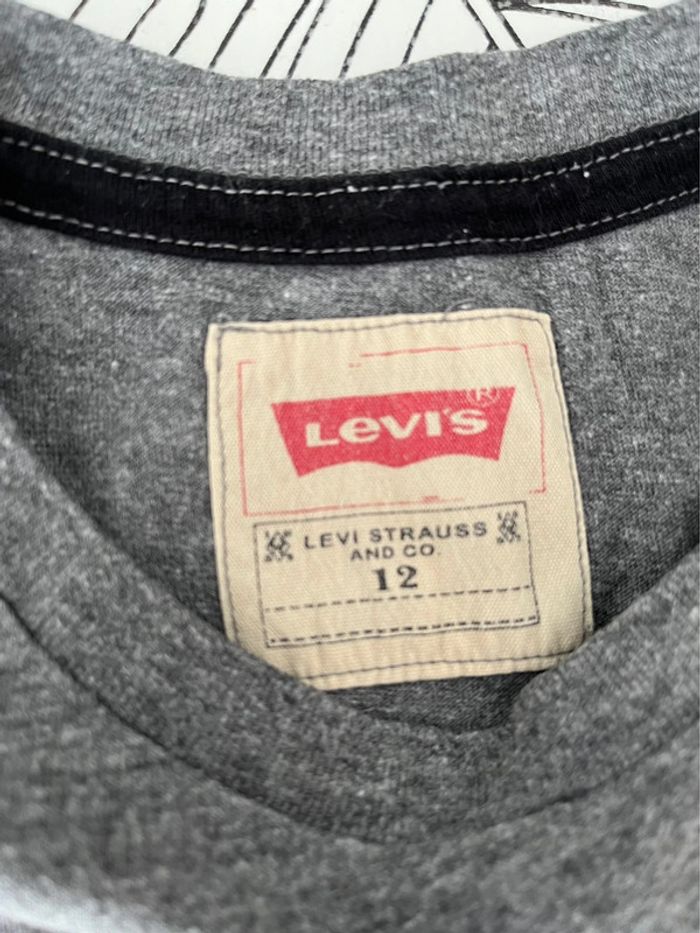 Levi's®
LEVI STRAUSS
AND CO.
12